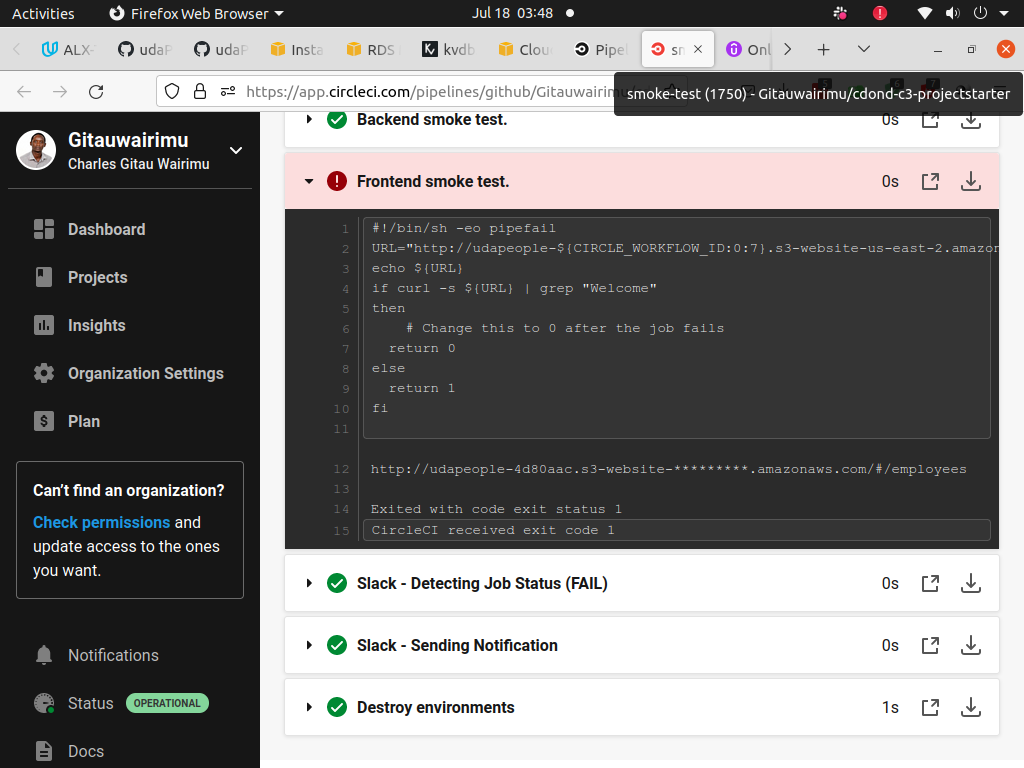 Activities
Firefox Web Browser
Jul 18 03:48
ALX-
udaP
udaP
Insta
RDS
kvdb
Clou
Pipel
sm
Onl
https://app.circleci.com/pipelines/github/Gitauwairimu
smoke-test (1750) - Gitauwairimu/cdond-c3-projectstarter
Gitauwairimu
Charles Gitau Wairimu
Dashboard
Projects
Insights
Organization Settings
Plan
Can't find an organization?
Check permissions and
update access to the ones
you want.
Notifications
Status OPERATIONAL
Docs
Backend smoke test. 0s
Frontend smoke test. 0s
1 #!/bin/sh -eo pipefail
2 URL="http://udapeople-${CIRCLE_WORKFLOW_ID:0:7}.s3-website-us-east-2.amazon
3 echo ${URL}
4 if curl -s ${URL} | grep "Welcome"
5 then
6 # Change this to 0 after the job fails
7 return 0
8 else
9 return 1
10 fi
11
12 http://udapeople-4d80aac.s3-website-*********.amazonaws.com/#/employees
13
14 Exited with code exit status 1
15 CircleCI received exit code 1
Slack - Detecting Job Status (FAIL) 0s
Slack - Sending Notification 0s
Destroy environments 1s